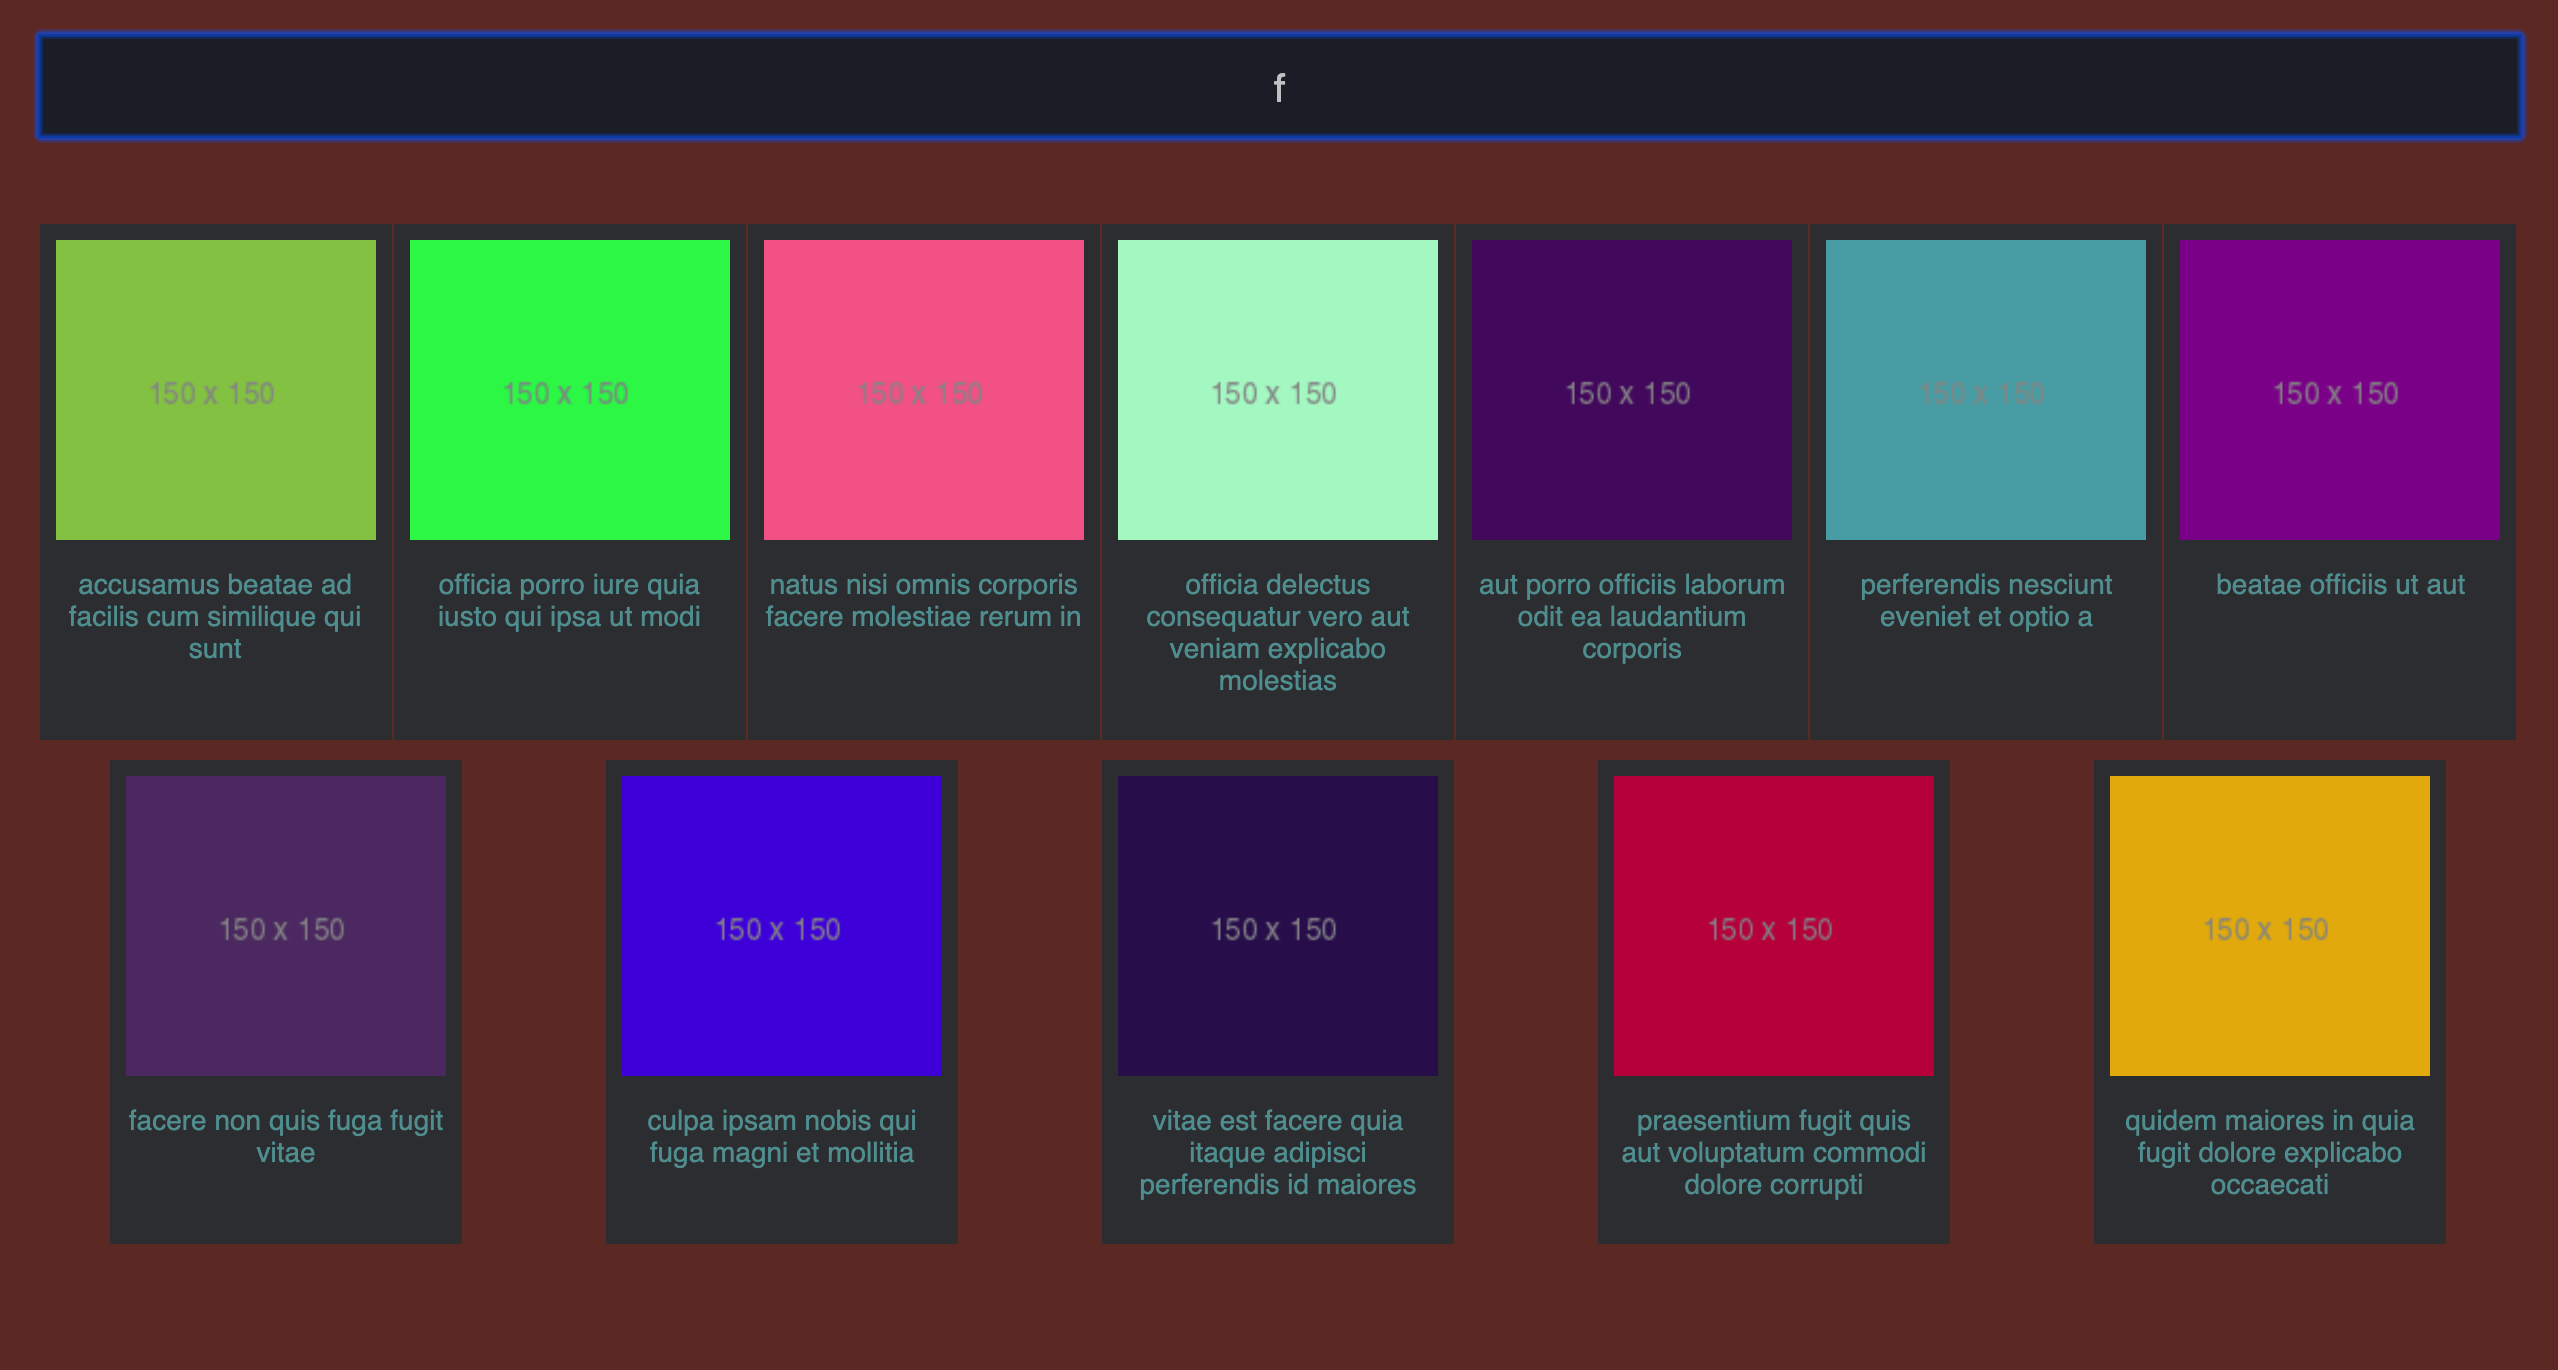 f
150 x 150
150 x 150
150 x 150
150 x 150
150 x 150
150 x 150
150 x 150
accusamus beatae ad
facilis cum similique qui
sunt
officia porro iure quia
iusto qui ipsa ut modi
natus nisi omnis corporis
facere molestiae rerum in
officia delectus
consequatur vero aut
veniam explicabo
molestias
aut porro officiis laborum
odit ea laudantium
corporis
perferendis nesciunt
eveniet et optio a
beatae officiis ut aut
150 x 150
150 x 150
150 x 150
150 x 150
150 x 150
facere non quis fuga fugit
vitae
culpa ipsam nobis qui
fuga magni et mollitia
vitae est facere quia
itaque adipisci
perferendis id maiores
praesentium fugit quis
aut voluptatum commodi
dolore corrupti
quidem maiores in quia
fugit dolore explicabo
occaecati